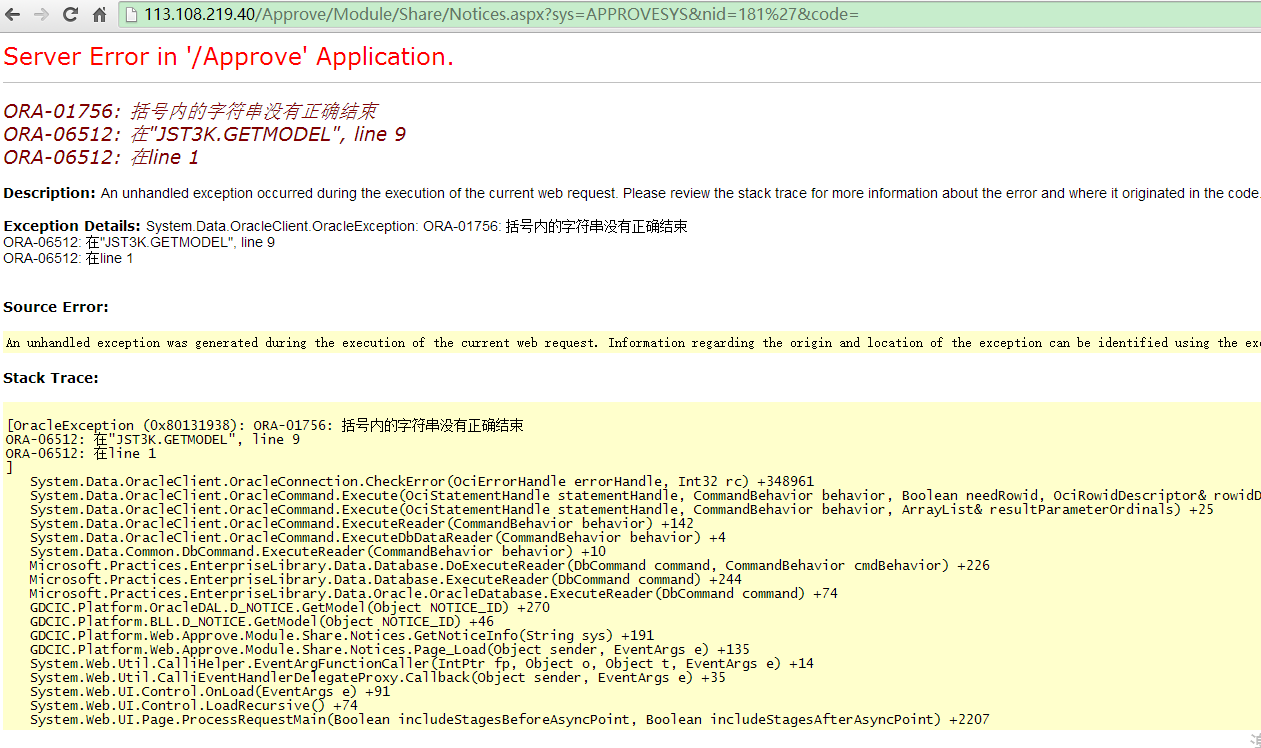 113.108.219.40/Approve/Module/Share/Notices.aspx?sys=APPROVESYS&nid=181%27&code=
Server Error in '/Approve' Application.
ORA-01756: 括号内的字符串没有正确结束
ORA-06512: 在"JST3K.GETMODEL", line 9
ORA-06512: 在line 1
Description: An unhandled exception occurred during the execution of the current web request. Please review the stack trace for more information about the error and where it originated in the code.
Exception Details: System.Data.OracleClient.OracleException: ORA-01756: 括号内的字符串没有正确结束
ORA-06512: 在"JST3K.GETMODEL", line 9
ORA-06512: 在line 1
Source Error:
An unhandled exception was generated during the execution of the current web request. Information regarding the origin and location of the exception can be identified using the
Stack Trace:
[OracleException (0x80131938): ORA-01756: 括号内的字符串没有正确结束
ORA-06512: 在"JST3K.GETMODEL", line 9
ORA-06512: 在line 1
]
System.Data.OracleClient.OracleConnection.CheckError(OciErrorHandle errorHandle, Int32 rc) +348961
System.Data.OracleClient.OracleCommand.Execute(OciStatementHandle statementHandle, CommandBehavior behavior, Boolean needRowid, OciRowidDescriptor& rowidD
System.Data.OracleClient.OracleCommand.Execute(OciStatementHandle statementHandle, CommandBehavior behavior, ArrayList& resultParameterOrdinals) +25
System.Data.OracleClient.OracleCommand.ExecuteReader(CommandBehavior behavior) +142
System.Data.OracleClient.OracleCommand.ExecuteDbDataReader(CommandBehavior behavior) +4
System.Data.Common.DbCommand.ExecuteReader(CommandBehavior behavior) +10
Microsoft.Practices.EnterpriseLibrary.Data.Database.DoExecuteReader(DbCommand command, CommandBehavior cmdBehavior) +226
Microsoft.Practices.EnterpriseLibrary.Data.Database.ExecuteReader(DbCommand command) +244
Microsoft.Practices.EnterpriseLibrary.Data.Oracle.OracleDatabase.ExecuteReader(DbCommand command) +74
GDCIC.Platform.OracleDAL.D_NOTICE.GetModel(Object NOTICE_ID) +270
GDCIC.Platform.BLL.D_NOTICE.GetModel(Object NOTICE_ID) +46
GDCIC.Platform.Web.Approve.Module.Share.Notices.GetNoticeInfo(String sys) +191
GDCIC.Platform.Web.Approve.Module.Share.Notices.Page_Load(Object sender, EventArgs e) +135
System.Web.Util.CalliHelper.EventArgFunctionCaller(IntPtr fp, Object o, Object t, EventArgs e) +14
System.Web.Util.CalliEventHandlerDelegateProxy.Callback(Object sender, EventArgs e) +35
System.Web.UI.Control.OnLoad(EventArgs e) +91
System.Web.UI.Control.LoadRecursive() +74
System.Web.UI.Page.ProcessRequestMain(Boolean includeStagesBeforeAsyncPoint, Boolean includeStagesAfterAsyncPoint) +2207